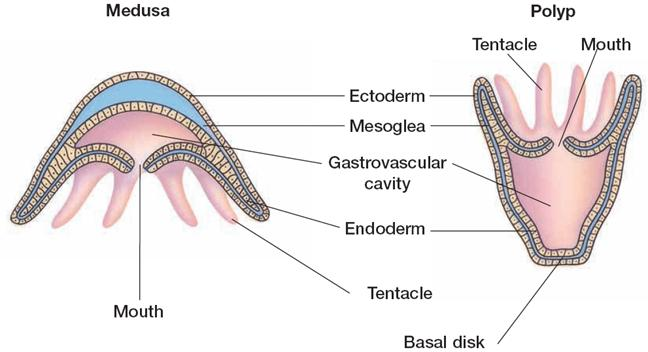 Medusa
Polyp
Tentacle
Mouth
Ectoderm
Mesoglea
Gastrovascular
cavity
Endoderm
Tentacle
Mouth
Basal disk